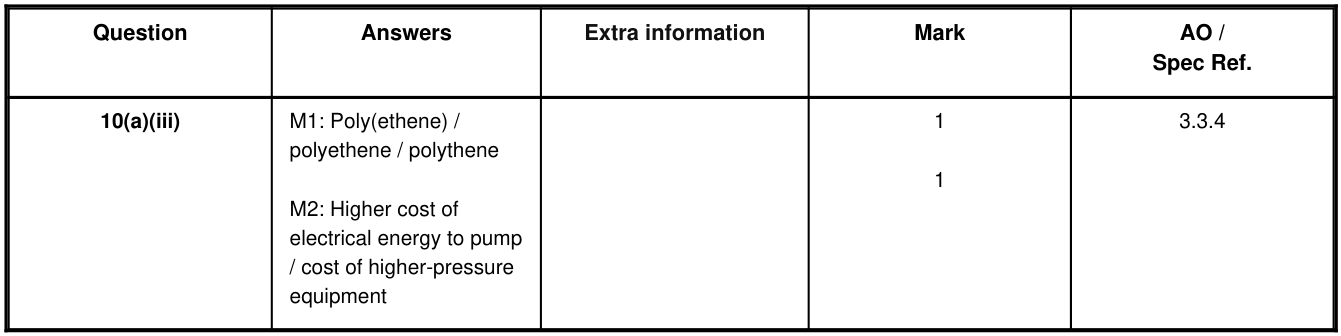 Question Answers Extra information Mark AO /
Spec Ref.
10(a)(iii) M1: Poly(ethene) / 1 3.3.4
polyethene / polythene
1
M2: Higher cost of
electrical energy to pump
/ cost of higher-pressure
equipment